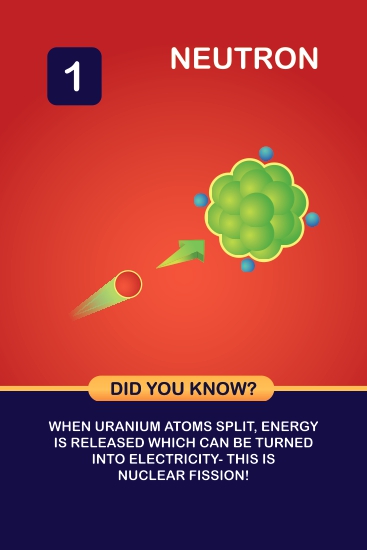 1
NEUTRON
DID YOU KNOW?
WHEN URANIUM ATOMS SPLIT, ENERGY
IS RELEASED WHICH CAN BE TURNED
INTO ELECTRICITY- THIS IS
NUCLEAR FISSION!